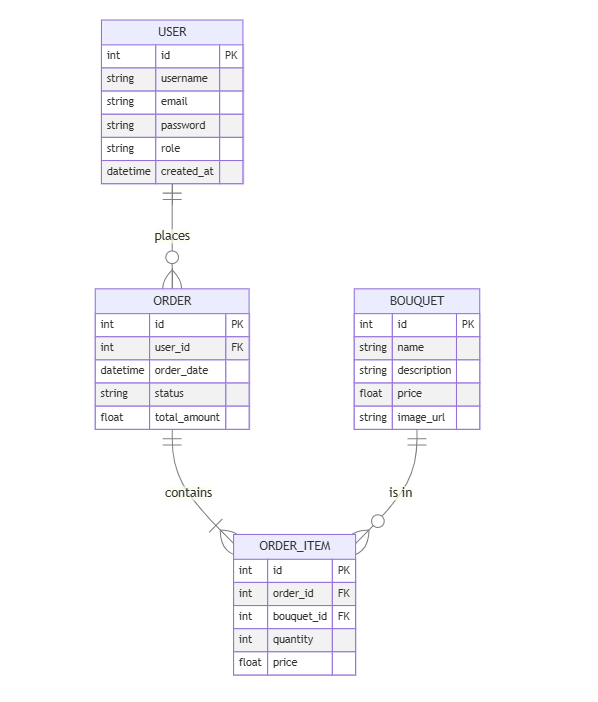 USER
int id PK
string username
string email
string password
string role
datetime created_at
places
ORDER
int id PK
int user_id FK
datetime order_date
string status
float total_amount
BOUQUET
int id PK
string name
string description
float price
string image_url
contains
is in
ORDER_ITEM
int id PK
int order_id FK
int bouquet_id FK
int quantity
float price